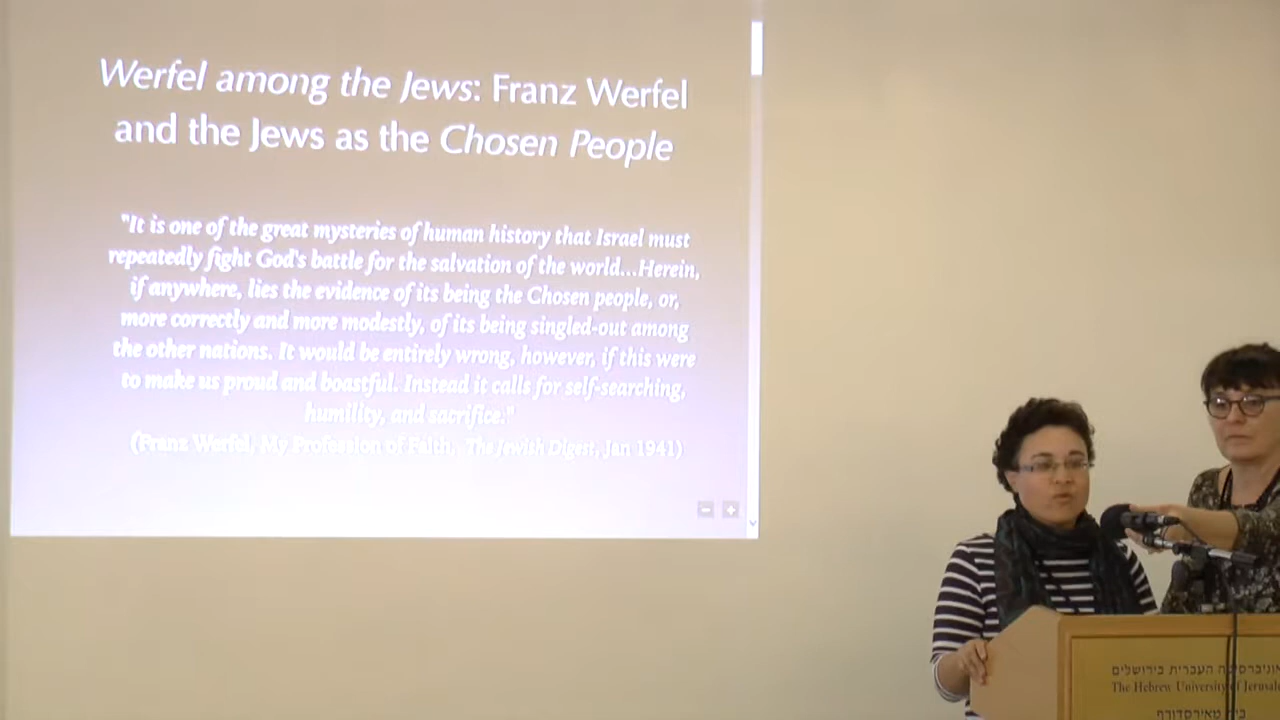 Werfel among the Jews: Franz Werfel
and the Jews as the Chosen People
"It is one of the great mysteries of human history that Israel must
repeatedly fight God's battle for the salvation of the world...Herein,
if anywhere, lies the evidence of its being the Chosen people, or,
more correctly and more modestly, of its being singled-out among
the other nations. It would be entirely wrong, however, if this were
to make us proud and boastful. Instead it calls for self-searching,
humility, and sacrifice."
(Franz Werfel, My Profession of Faith, The Jewish Digest, Jan 1941)
העברית בירושלים
The Hebrew University of
בית מאירסדורף